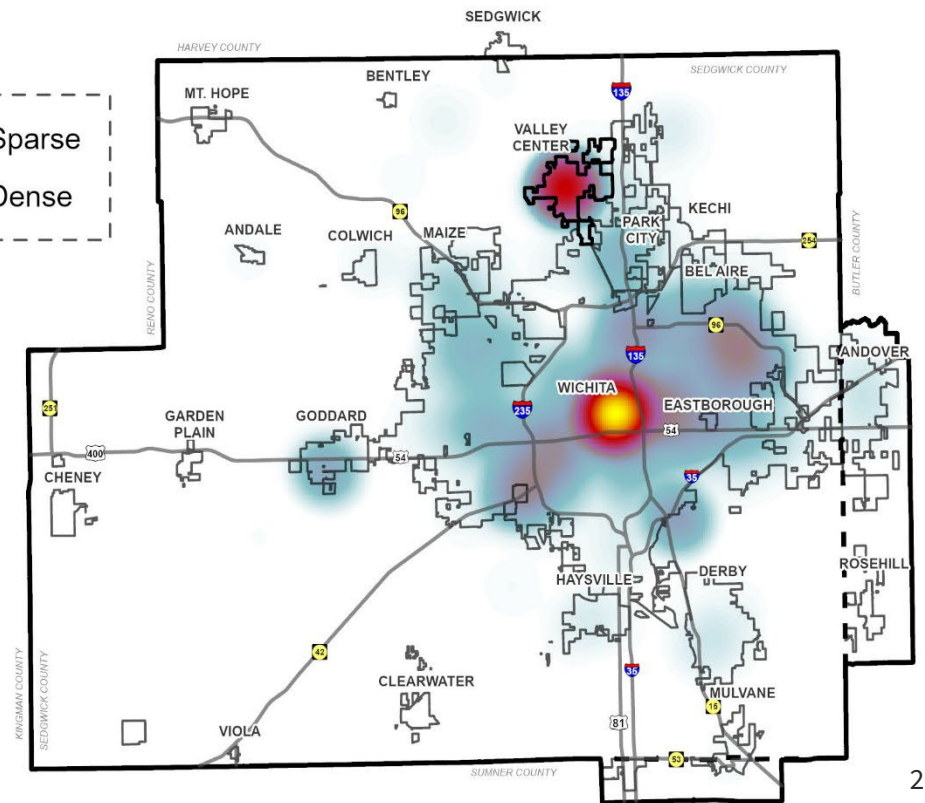 SEDGWICK
HARVEY COUNTY
SEDGWICK COUNTY
BENTLEY
MT. HOPE
135
Sparse
Dense
VALLEY
CENTER
96
ANDALE
COLWICH
MAIZE
PARK
CITY
KECHI
254
BEL AIRE
RENO COUNTY
BUTLER COUNTY
96
ANDOVER
135
WICHITA
EASTBOROUGH
251
GARDEN
PLAIN
GODDARD
235
54
400
54
CHENEY
35
HAYSVILLE
DERBY
ROSEHILL
42
KINGMAN COUNTY
SEDGWICK COUNTY
CLEARWATER
35
MULVANE
15
81
VIOLA
53
SUMNER COUNTY
2